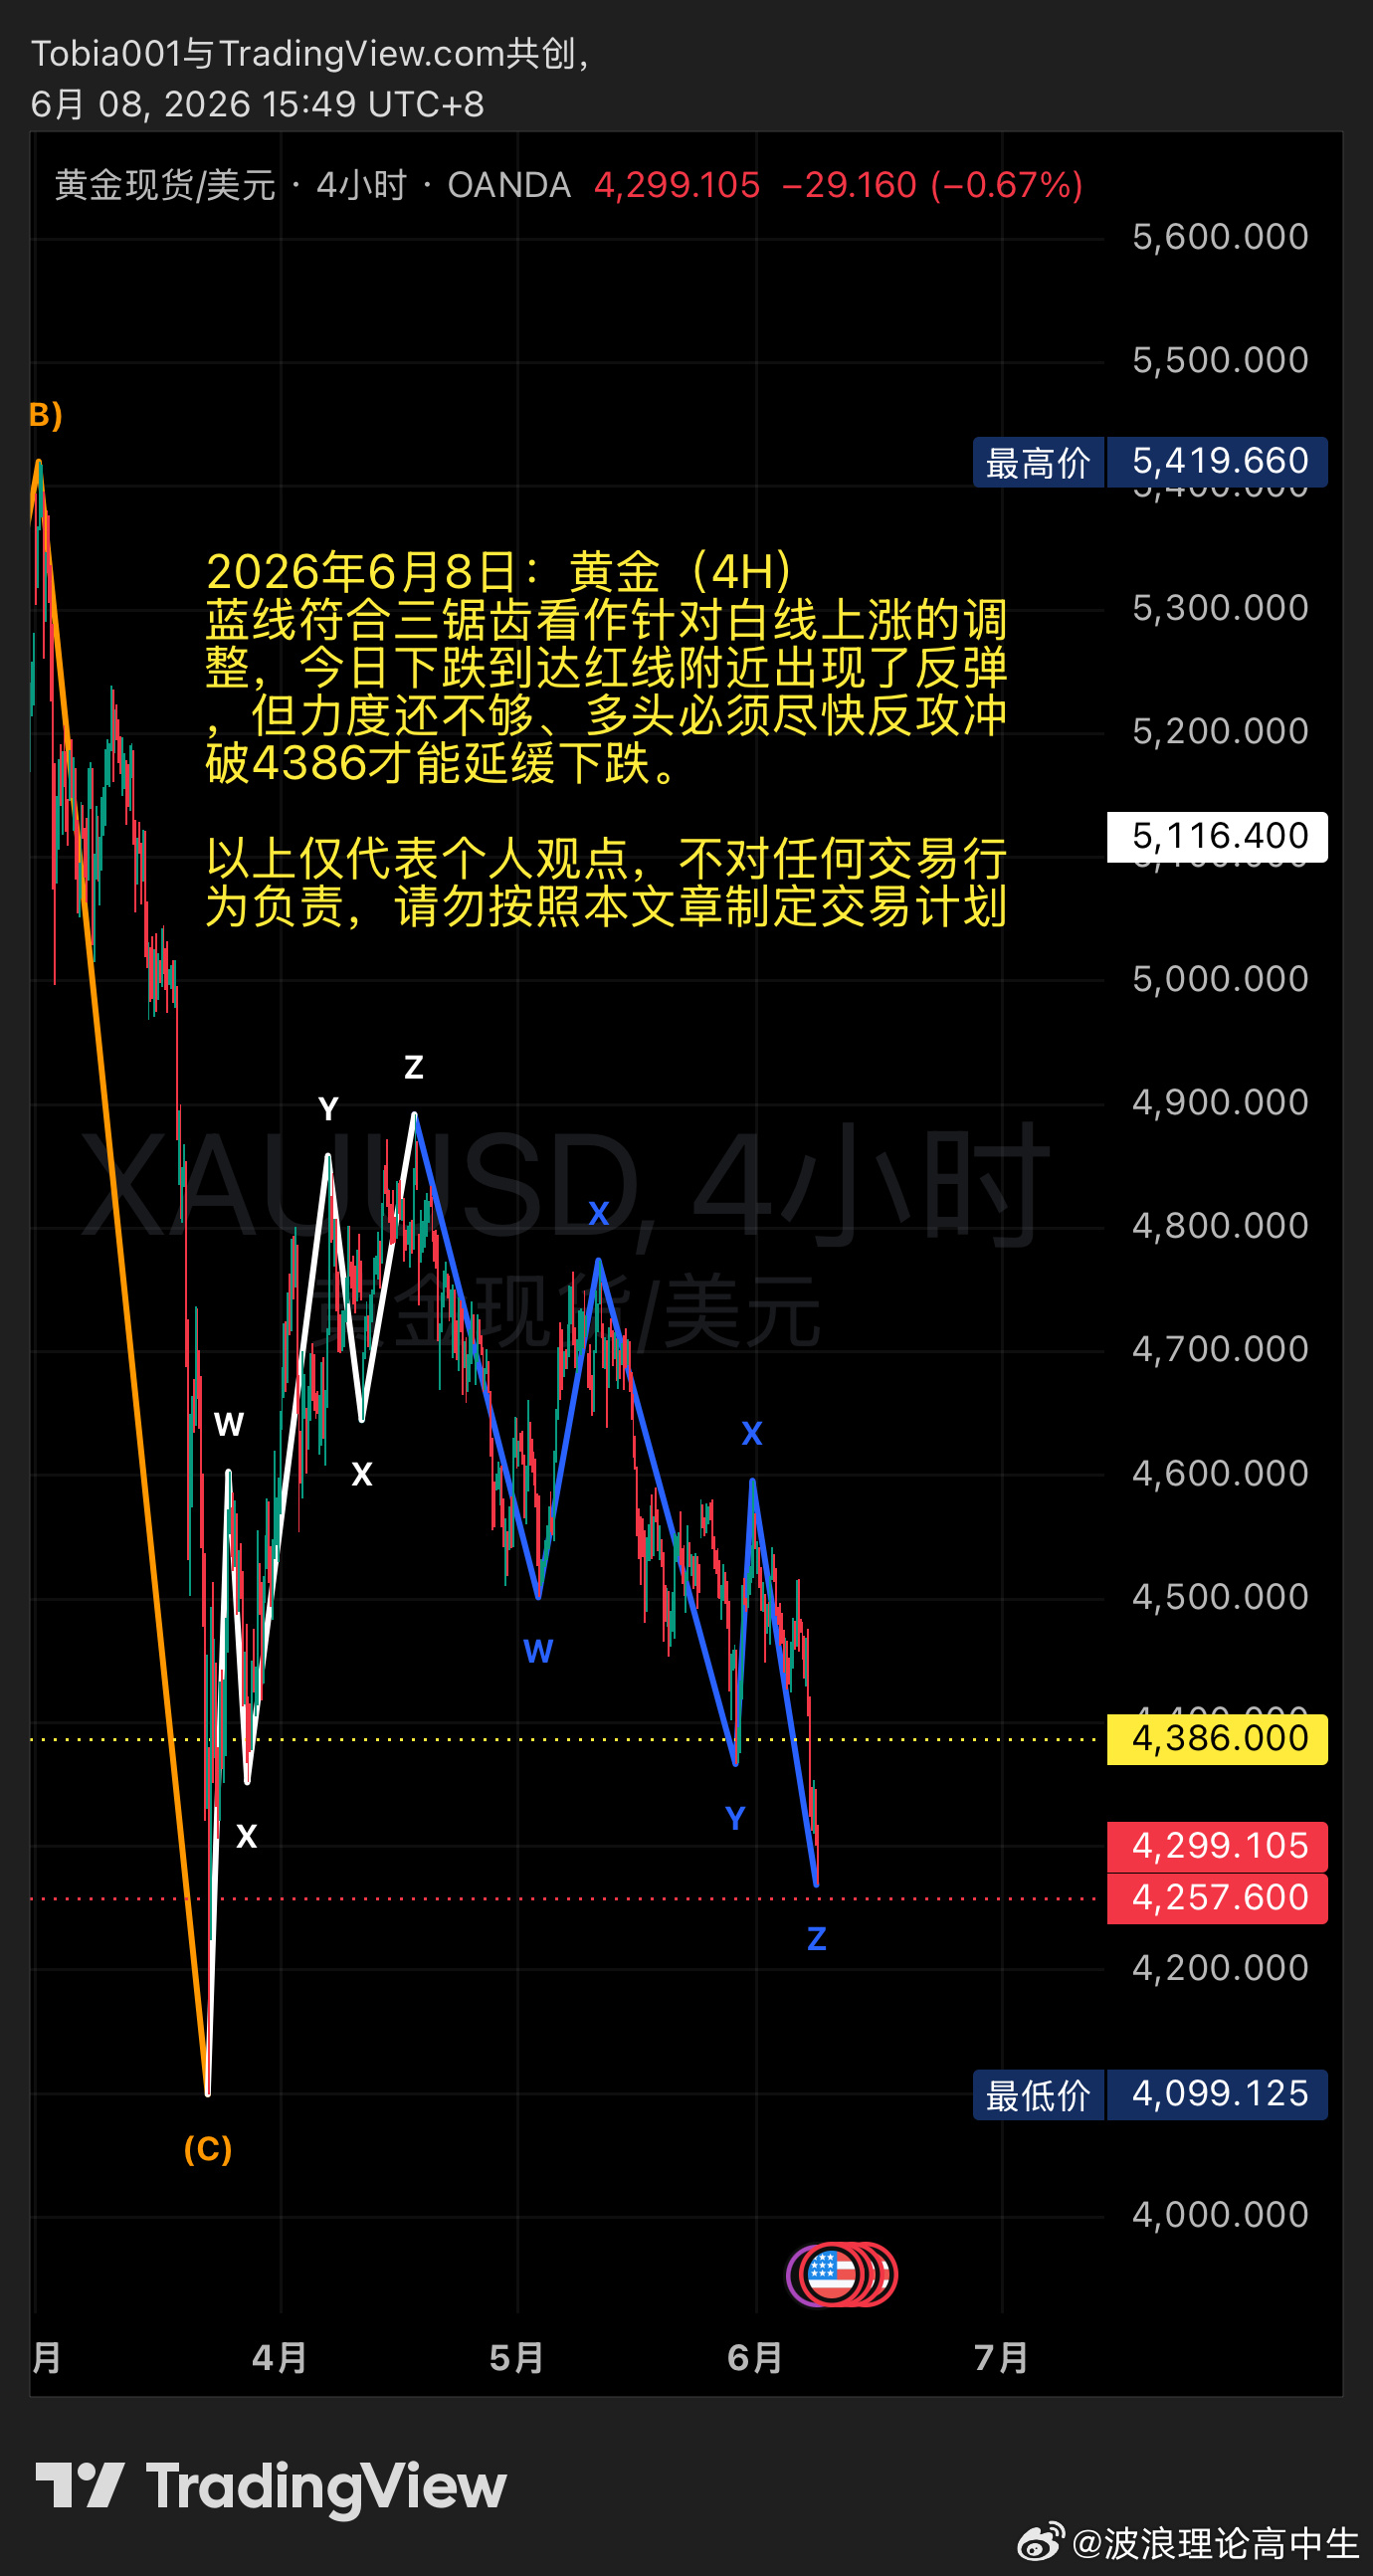 Tobia001与TradingView.com共创，
6月 08, 2026 15:49 UTC+8
黄金现货/美元 · 4小时 · OANDA 4,299.105 −29.160 (−0.67%)
5,600.000
5,500.000
B)
最高价 5,419.660
5,400.000
2026年6月8日：黄金（4H）
蓝线符合三锯齿看作针对白线上涨的调
整，今日下跌到达红线附近出现了反弹
，但力度还不够、多头必须尽快反攻冲
破4386才能延缓下跌。
5,300.000
5,200.000
5,116.400
以上仅代表个人观点，不对任何交易行
为负责，请勿按照本文章制定交易计划
5,000.000
Z
Y
4,900.000
XAUUSD, 4小时
X
4,800.000
黄金现货/美元
4,700.000
W
X
X
4,600.000
4,500.000
W
4,386.000
Y
X
4,299.105
4,257.600
Z
4,200.000
最低价 4,099.125
(C)
4,000.000
月 4月 5月 6月 7月
TradingView
@波浪理论高中生